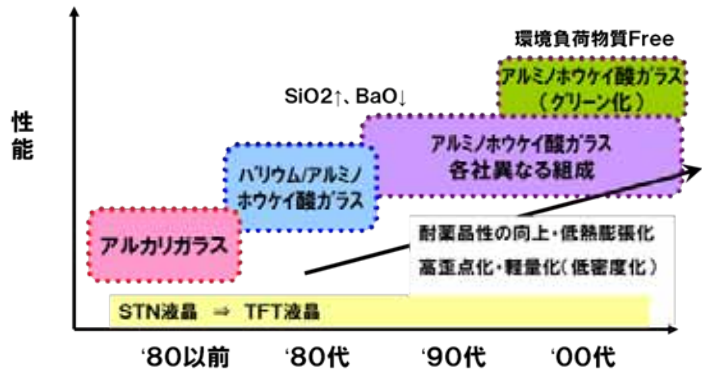 環境負荷物質Free
アルミノホウケイ酸ガラス
（グリーン化）
SiO2↑、BaO↓
性能
アルミノホウケイ酸ガラス
各社異なる組成
バリウム/アルミノ
ホウケイ酸ガラス
アルカリガラス
耐薬品性の向上・低熱膨張化
高歪点化・軽量化（低密度化）
STN液晶 ⇒ TFT液晶
‘80以前 ‘80代 ‘90代 ‘00代